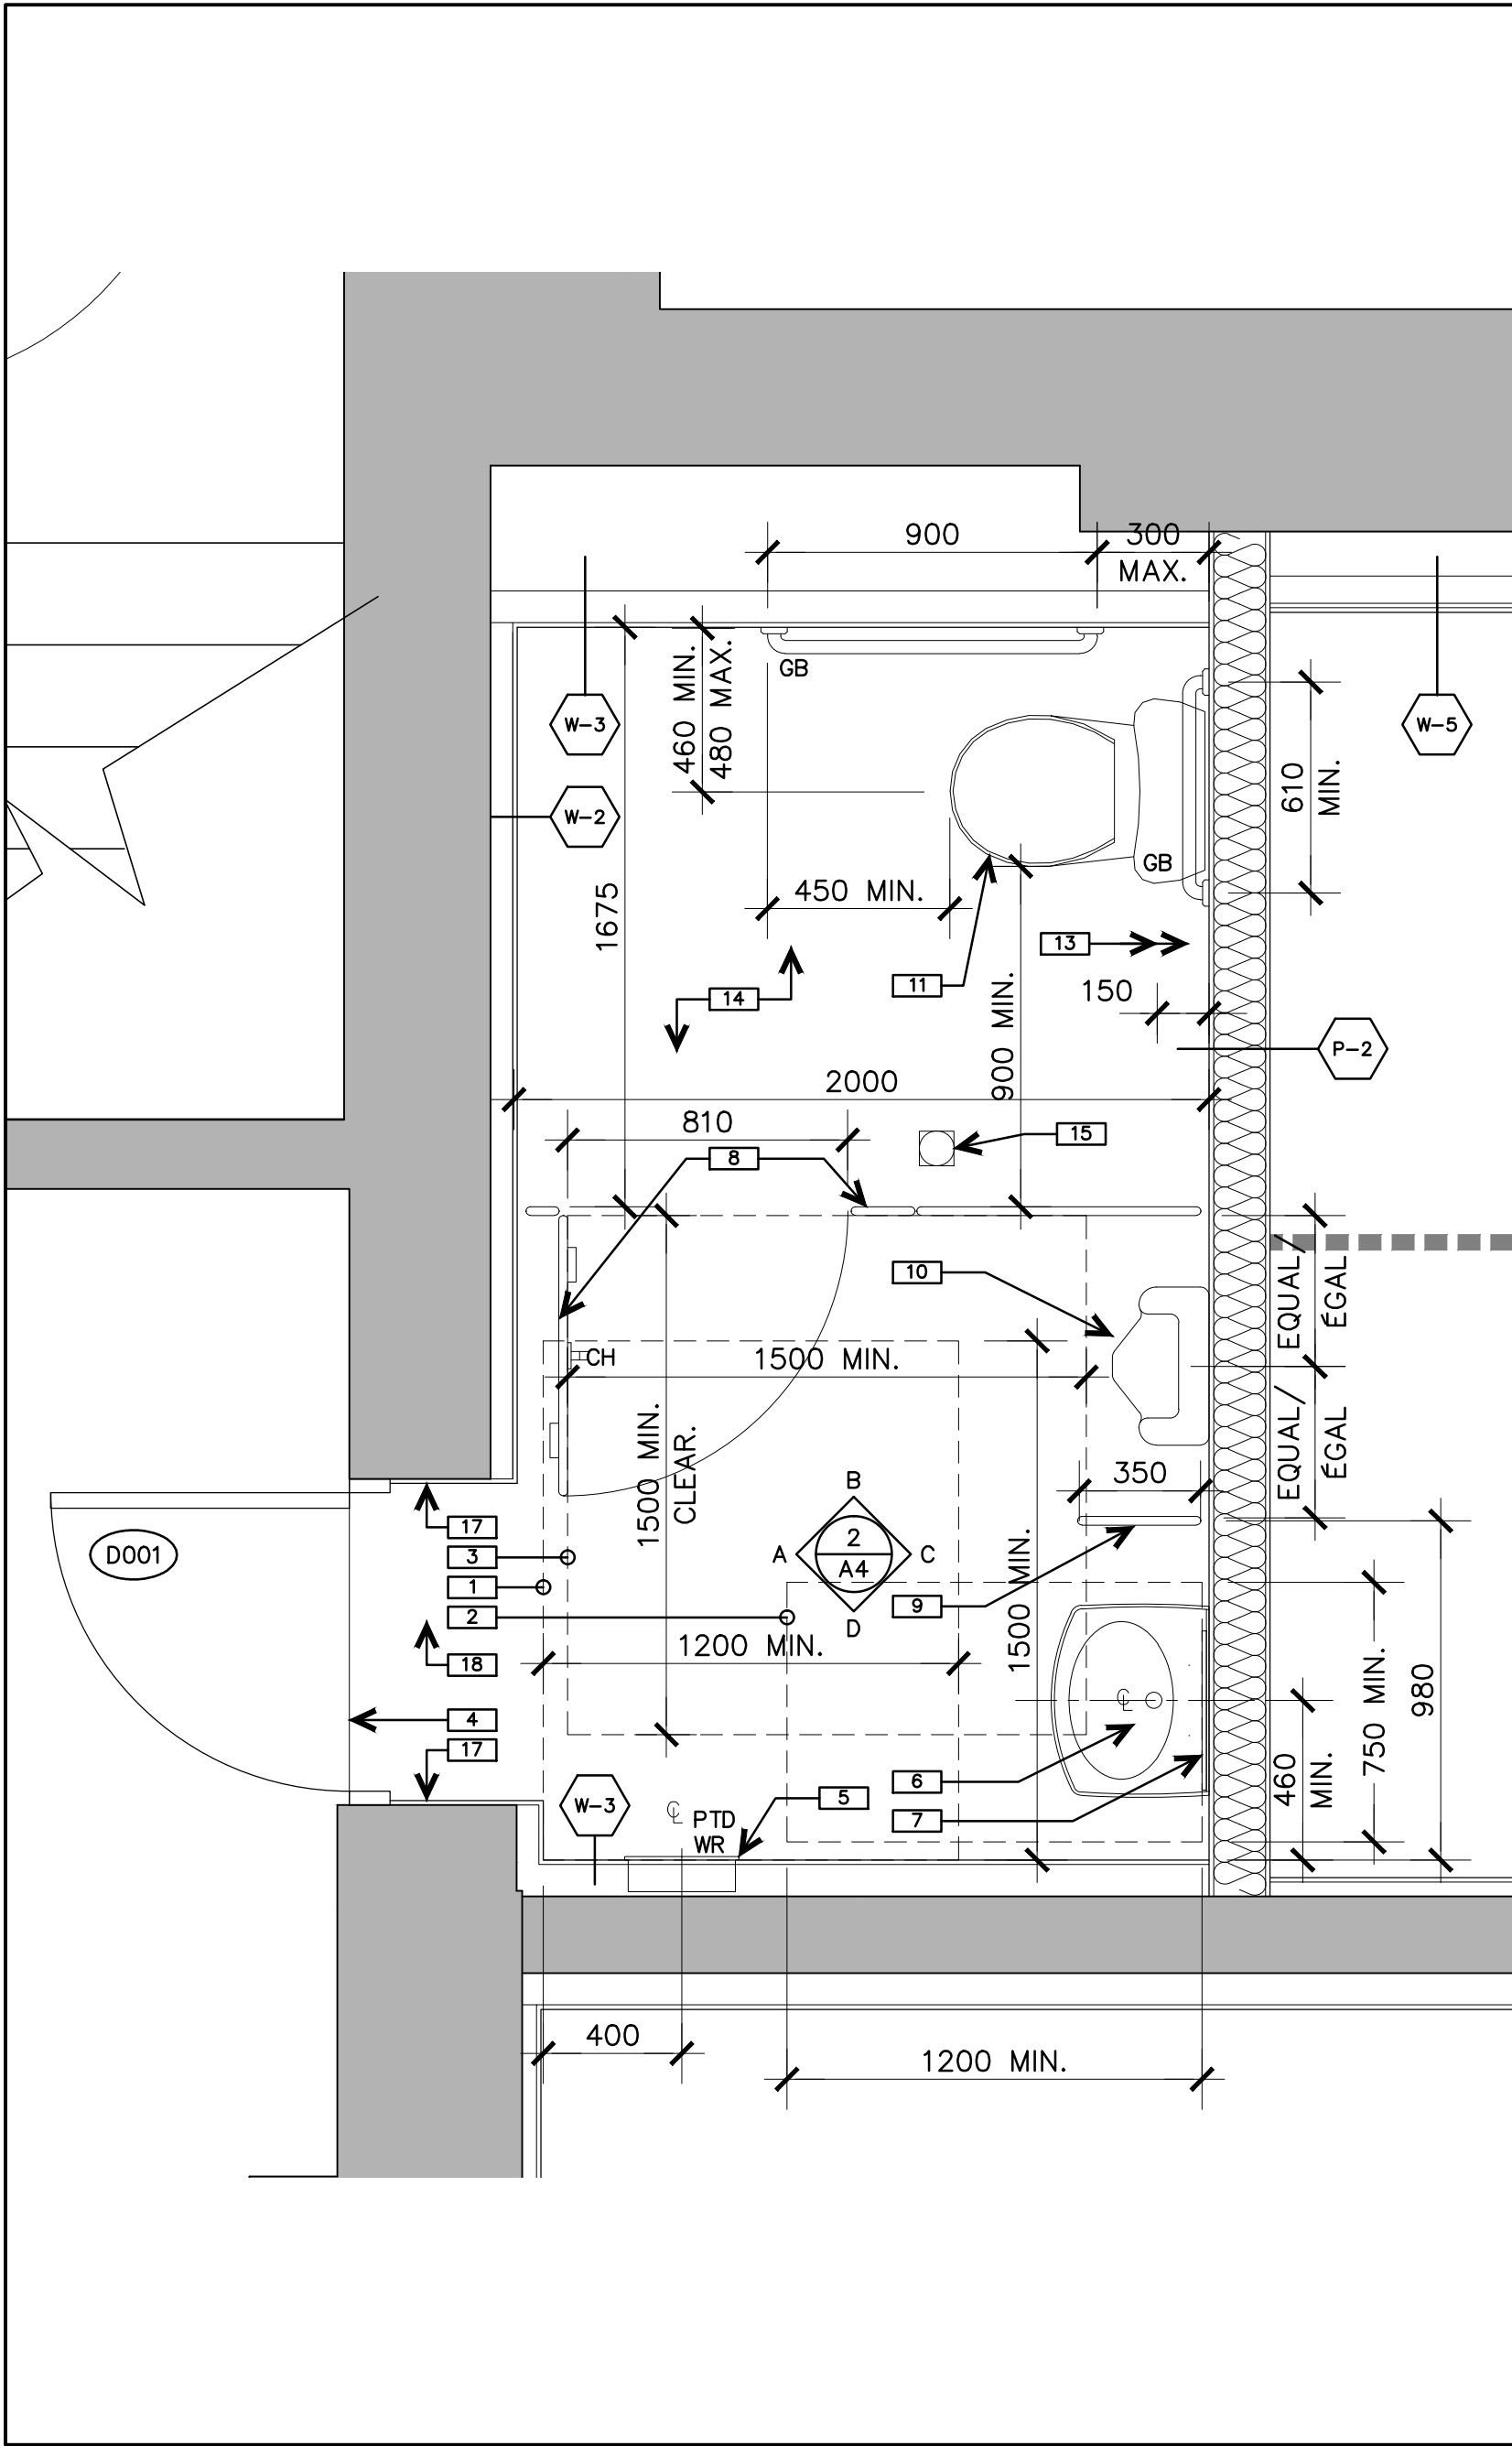 900
300
MAX.
460 MIN.
480 MAX.
GB
W-3
W-5
W-2
610
MIN.
GB
450 MIN.
1675
13
11
14
150
900 MIN.
P-2
2000
810
15
8
10
EQUAL/
ÉGAL
CH
1500 MIN.
1500 MIN.
CLEAR.
EQUAL/
ÉGAL
350
B
A
2
A4
C
D
17
3
D001
1
9
2
1500 MIN.
1200 MIN.
18
980
750 MIN.
CL
4
17
6
460
MIN.
5
W-3
CL
PTD
WR
7
400
1200 MIN.